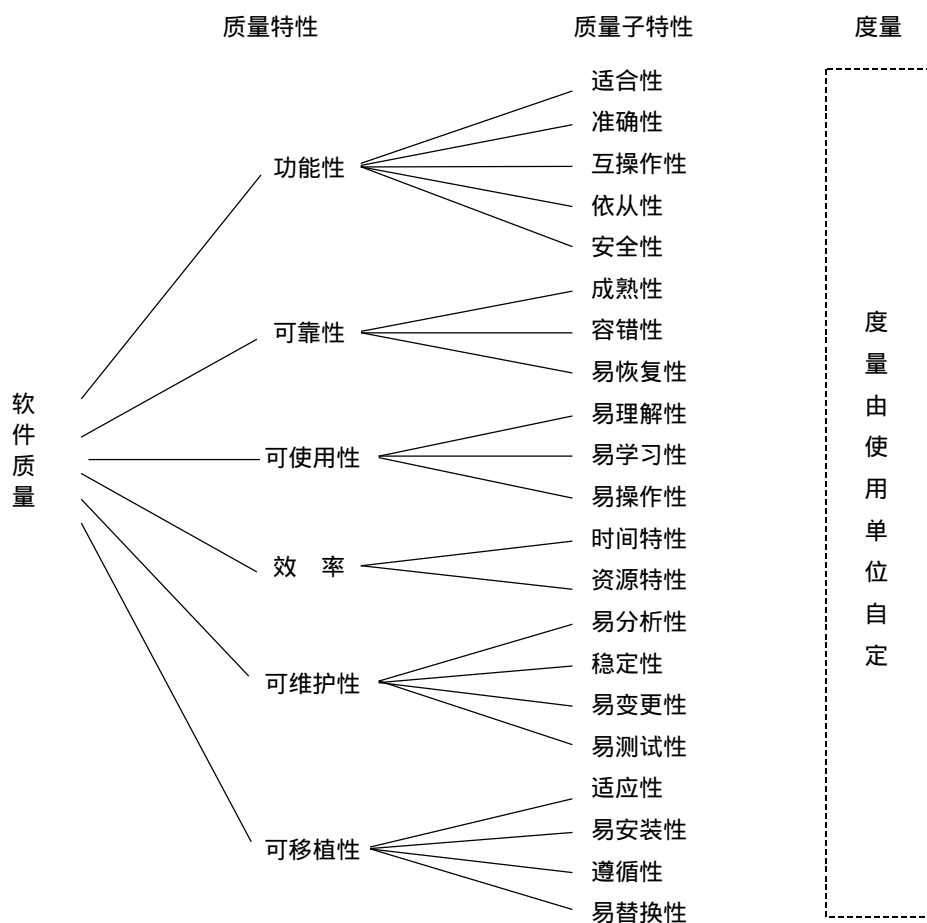 质量特性 质量子特性 度量
软件质量
功能性
适合性
准确性
互操作性
依从性
安全性
可靠性
成熟性
容错性
易恢复性
可使用性
易理解性
易学习性
易操作性
效 率
时间特性
资源特性
可维护性
易分析性
稳定性
易变更性
易测试性
可移植性
适应性
易安装性
遵循性
易替换性
度量由使用单位自定